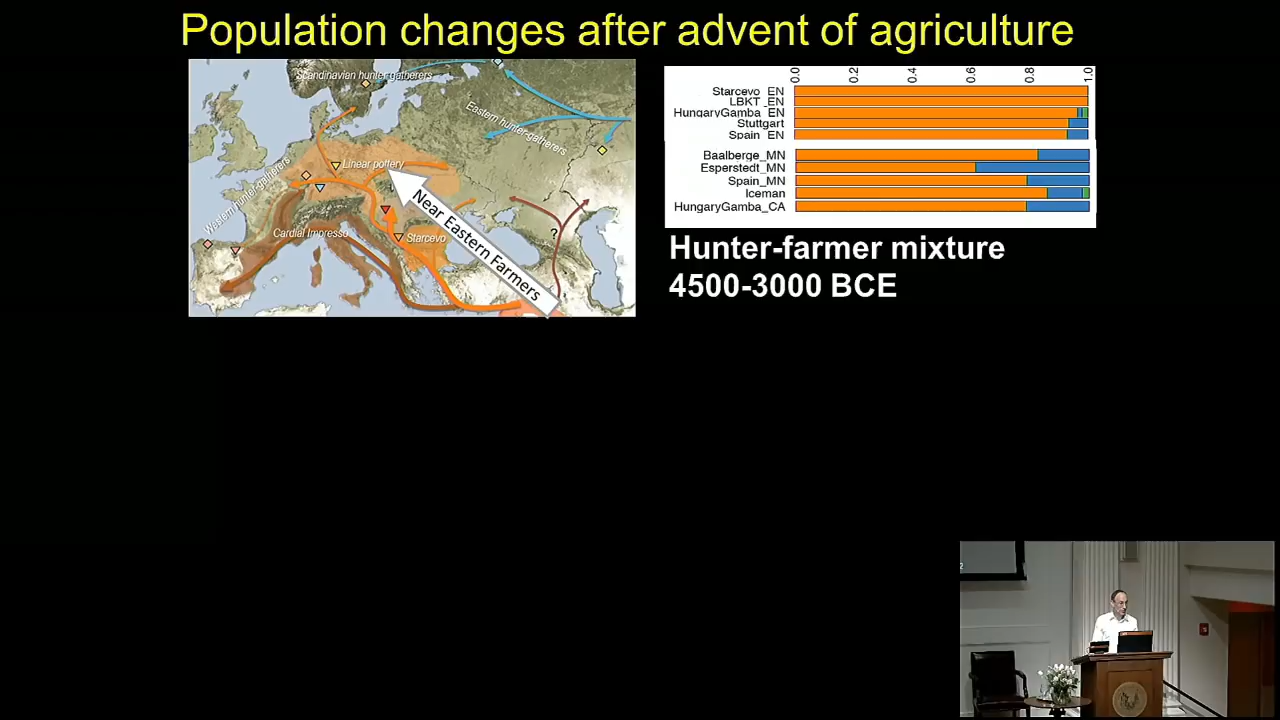 Population changes after advent of agriculture
Scandinavian hunter-gatherers
Eastern hunter-gatherers
Western hunter-gatherers
Linear pottery
Near Eastern Farmers
Cardial Impresso
Starcevo
?
0.0 0.2 0.4 0.6 0.8 1.0
Starcevo_EN
LBKT_EN
HungaryGamba_EN
Stuttgart
Spain_EN
Baalberge_MN
Esperstedt_MN
Spain_MN
Iceman
HungaryGamba_CA
Hunter-farmer mixture
4500-3000 BCE
2